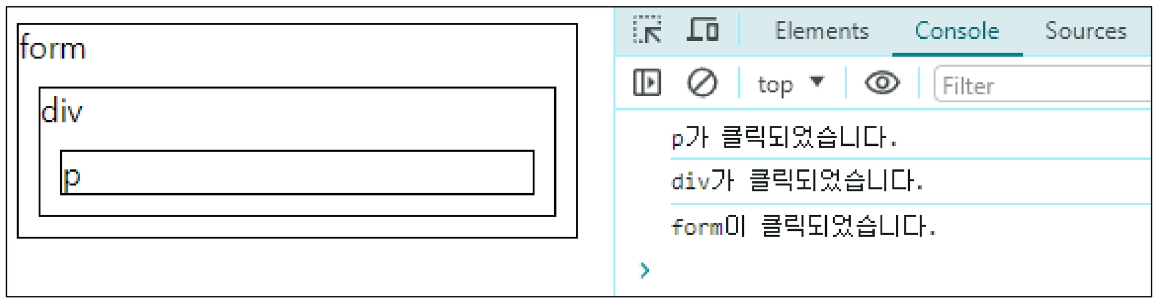 form
div
p
Elements Console Sources
top ▼ Filter
p가 클릭되었습니다.
div가 클릭되었습니다.
form이 클릭되었습니다.
>